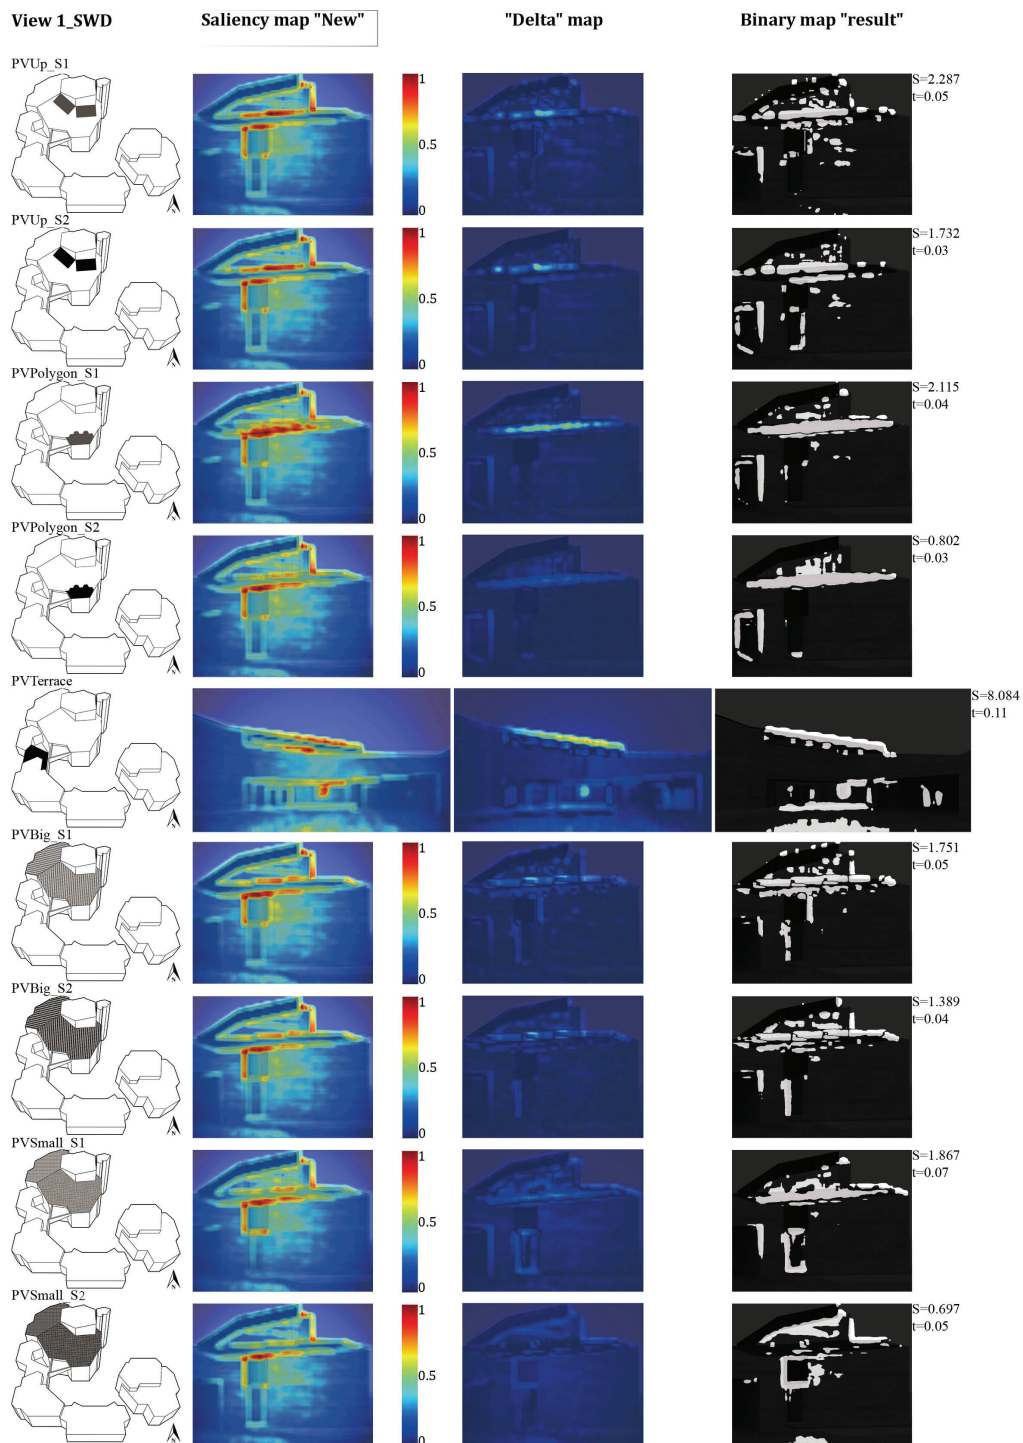 View 1_SWD
Saliency map "New"
"Delta" map
Binary map "result"
PVUp_S1
1
0.5
0
S=2.287
t=0.05
N
PVUp_S2
1
0.5
0
S=1.732
t=0.03
N
PVPolygon_S1
1
0.5
0
S=2.115
t=0.04
N
PVPolygon_S2
1
0.5
0
S=0.802
t=0.03
N
PVTerrace
S=8.084
t=0.11
PVBig_S1
1
0.5
0
S=1.751
t=0.05
N
PVBig_S2
1
0.5
0
S=1.389
t=0.04
N
PVSmall_S1
1
0.5
0
S=1.867
t=0.07
N
PVSmall_S2
1
0.5
0
S=0.697
t=0.05
N